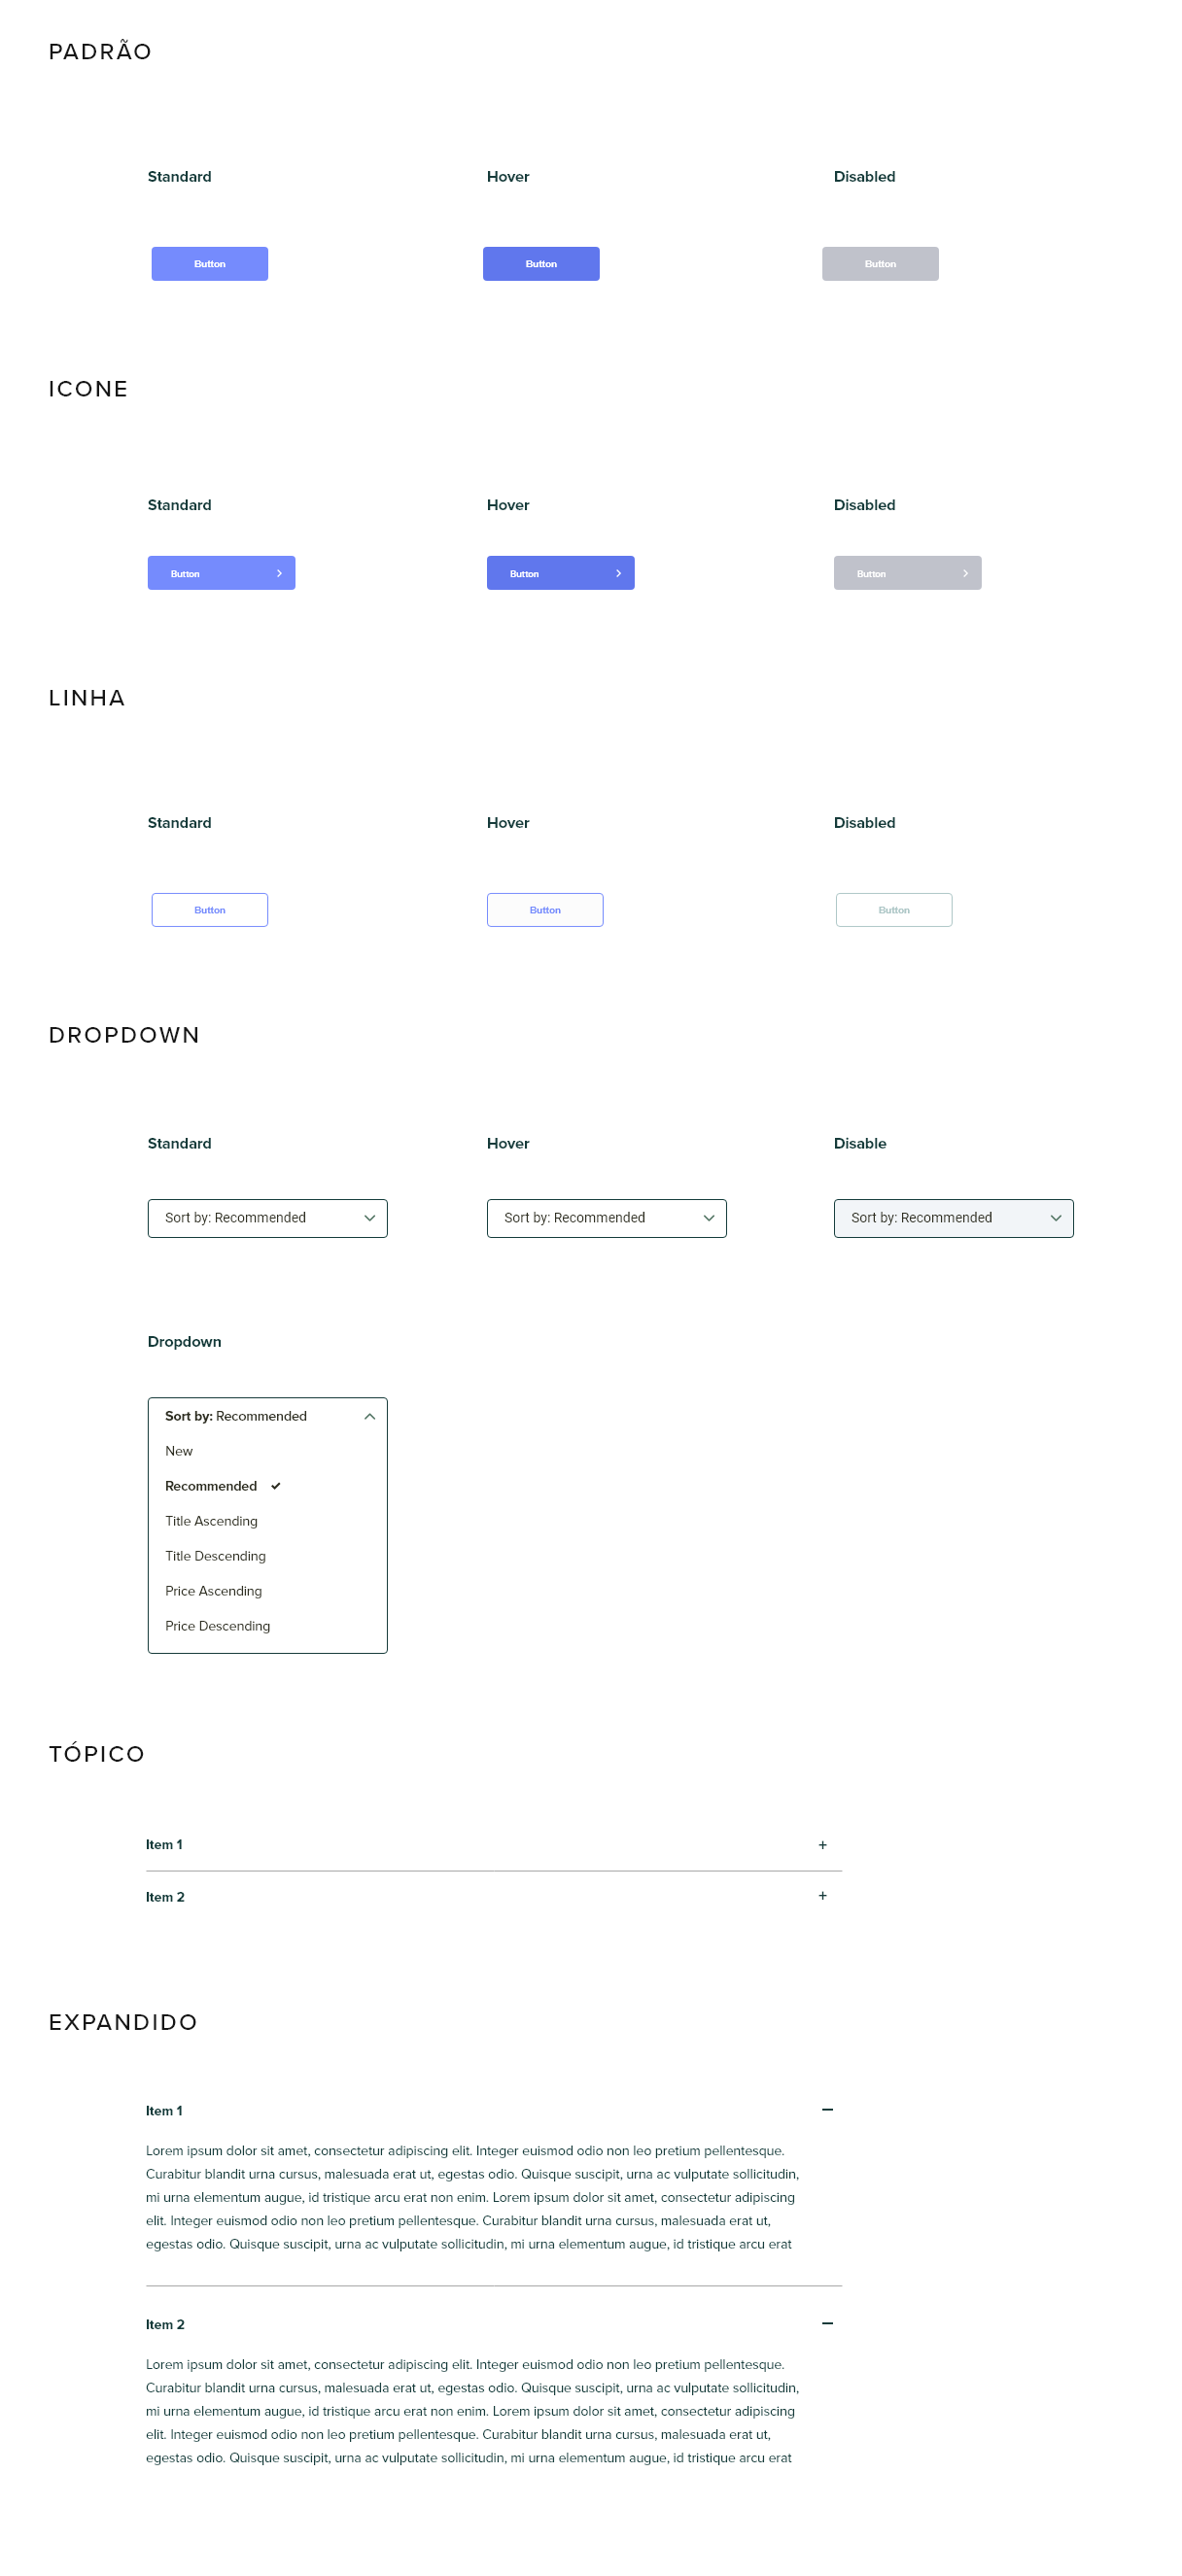 PADRÃO
Standard Hover Disabled
Button Button Button
ICONE
Standard Hover Disabled
Button Button Button
LINHA
Standard Hover Disabled
Button Button Button
DROPDOWN
Standard Hover Disable
Sort by: Recommended Sort by: Recommended Sort by: Recommended
Dropdown
Sort by: Recommended
New
Recommended
Title Ascending
Title Descending
Price Ascending
Price Descending
TÓPICO
Item 1 +
Item 2 +
EXPANDIDO
Item 1 –
Lorem ipsum dolor sit amet, consectetur adipiscing elit. Integer euismod odio non leo pretium pellentesque.
Curabitur blandit urna cursus, malesuada erat ut, egestas odio. Quisque suscipit, urna ac vulputate sollicitudin,
mi urna elementum augue, id tristique arcu erat non enim. Lorem ipsum dolor sit amet, consectetur adipiscing
elit. Integer euismod odio non leo pretium pellentesque. Curabitur blandit urna cursus, malesuada erat ut,
egestas odio. Quisque suscipit, urna ac vulputate sollicitudin, mi urna elementum augue, id tristique arcu erat
Item 2 –
Lorem ipsum dolor sit amet, consectetur adipiscing elit. Integer euismod odio non leo pretium pellentesque.
Curabitur blandit urna cursus, malesuada erat ut, egestas odio. Quisque suscipit, urna ac vulputate sollicitudin,
mi urna elementum augue, id tristique arcu erat non enim. Lorem ipsum dolor sit amet, consectetur adipiscing
elit. Integer euismod odio non leo pretium pellentesque. Curabitur blandit urna cursus, malesuada erat ut,
egestas odio. Quisque suscipit, urna ac vulputate sollicitudin, mi urna elementum augue, id tristique arcu erat